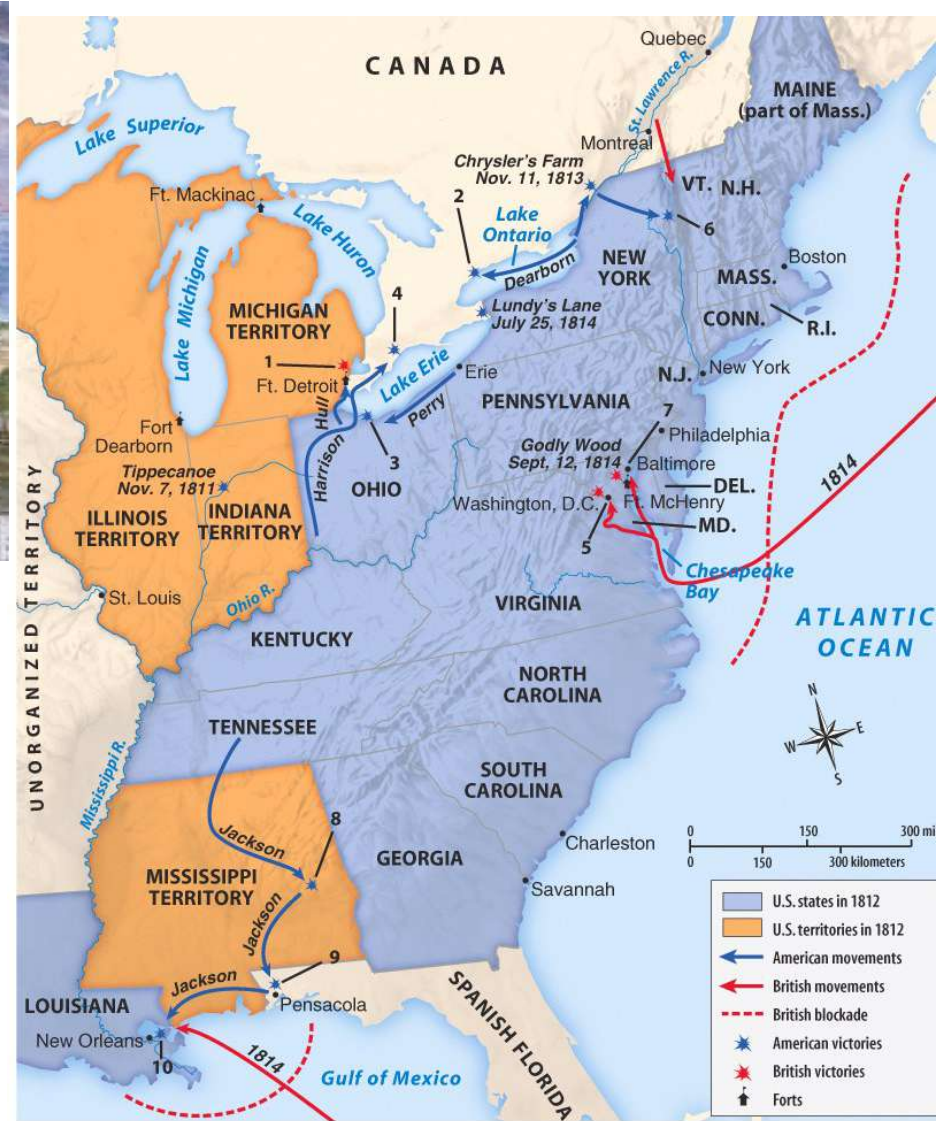 Quebec
CANADA
St. Lawrence R.
MAINE
(part of Mass.)
Lake Superior
Montreal
Chrysler's Farm
Nov. 11, 1813
VT.
N.H.
Ft. Mackinac
2
Lake
Ontario
6
Lake Huron
Dearborn
NEW
YORK
MASS.
Boston
Lake Michigan
MICHIGAN
TERRITORY
4
Lundy's Lane
July 25, 1814
CONN.
R.I.
1
Ft. Detroit
Lake Erie
Erie
N.J.
New York
Hull
Perry
PENNSYLVANIA
7
Fort
Dearborn
Harrison
3
Philadelphia
Godly Wood
Sept, 12, 1814
Baltimore
Tippecanoe
Nov. 7, 1811
OHIO
DEL.
1814
Washington, D.C.
Ft. McHenry
ILLINOIS
TERRITORY
INDIANA
TERRITORY
MD.
5
Chesapeake
Bay
UNORGANIZED TERRITORY
St. Louis
Ohio R.
VIRGINIA
ATLANTIC
OCEAN
KENTUCKY
NORTH
CAROLINA
N
W
E
S
TENNESSEE
Mississippi R.
SOUTH
CAROLINA
Jackson
8
Charleston
0 150 300 mi
0 150 300 kilometers
GEORGIA
MISSISSIPPI
TERRITORY
Savannah
Jackson
9
Jackson
LOUISIANA
Pensacola
SPANISH FLORIDA
New Orleans
10
1814
Gulf of Mexico
U.S. states in 1812
U.S. territories in 1812
American movements
British movements
British blockade
American victories
British victories
Forts